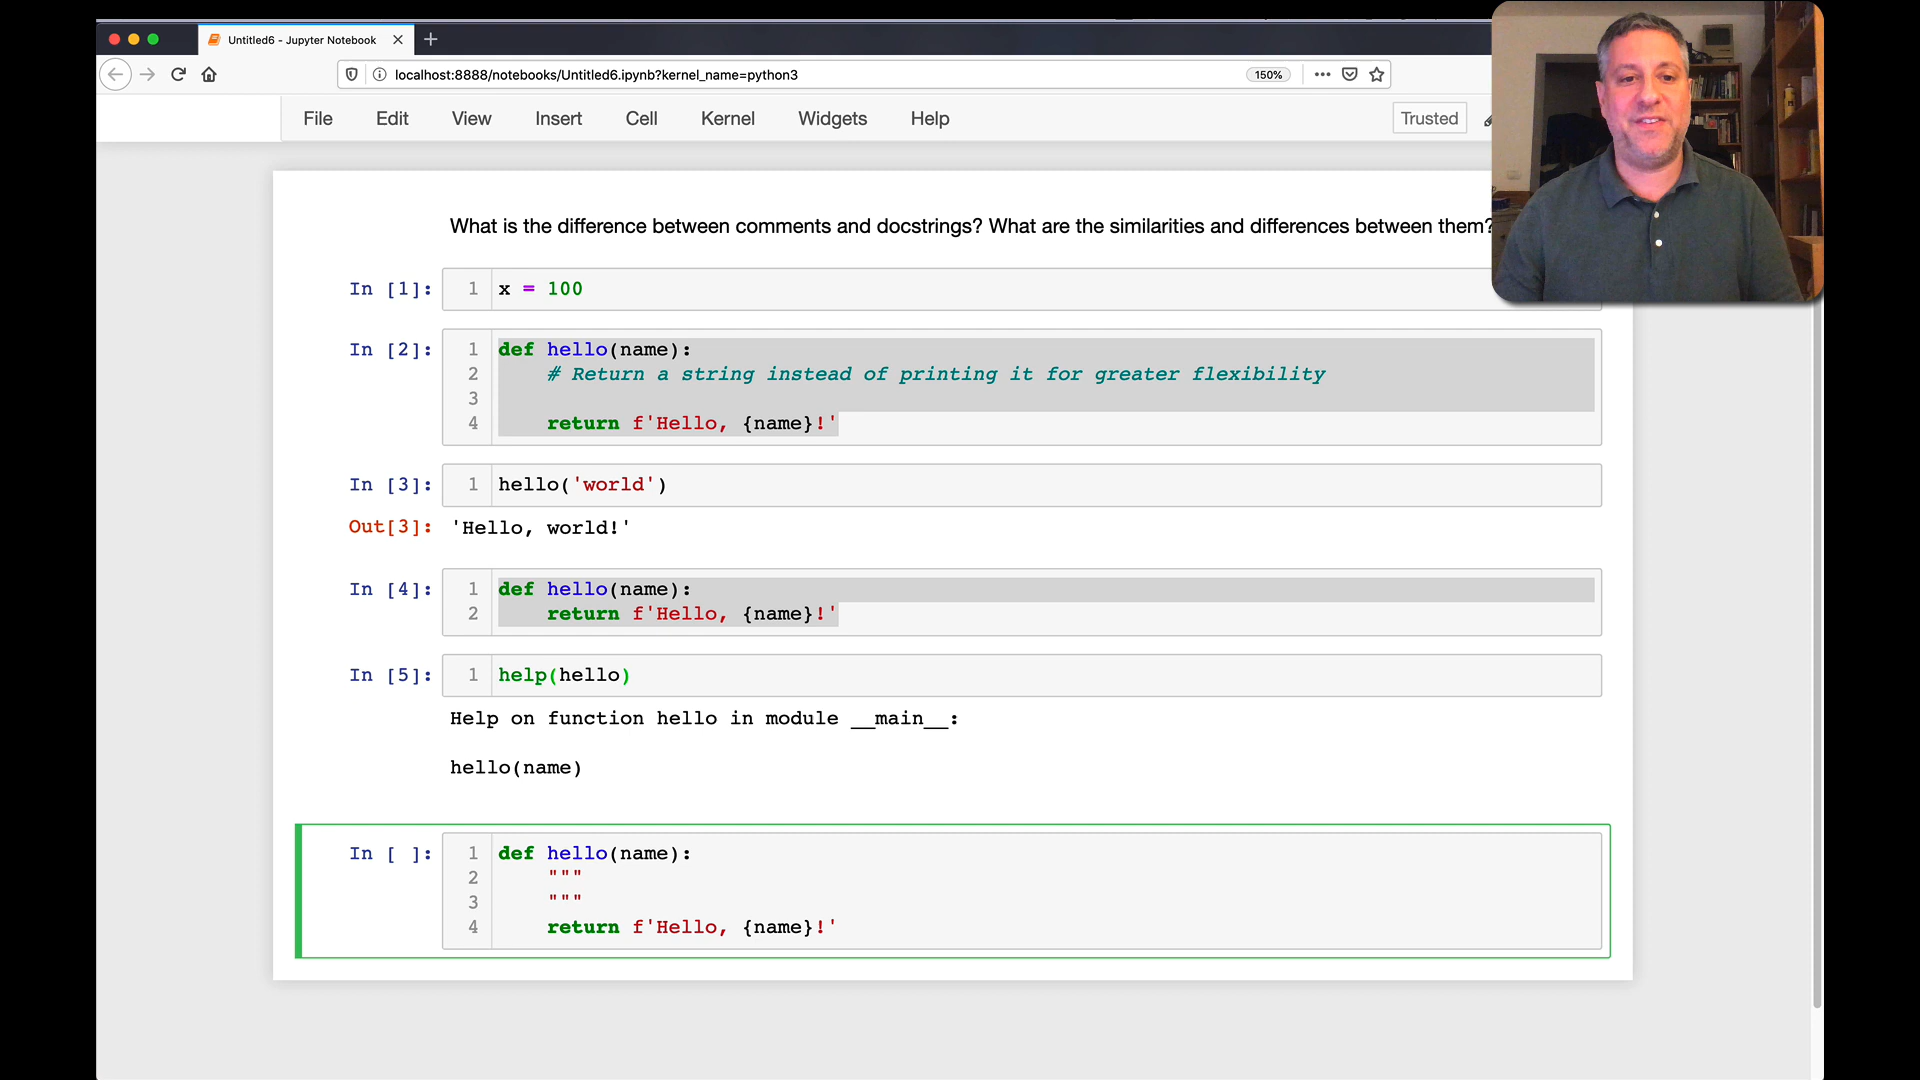 Untitled6 - Jupyter Notebook
localhost:8888/notebooks/Untitled6.ipynb?kernel_name=python3
150%
File Edit View Insert Cell Kernel Widgets Help
Trusted
What is the difference between comments and docstrings? What are the similarities and differences between them?
In [1]: 1 x = 100
In [2]: 1 def hello(name):
2 # Return a string instead of printing it for greater flexibility
3
4 return f'Hello, {name}!'
In [3]: 1 hello('world')
Out[3]: 'Hello, world!'
In [4]: 1 def hello(name):
2 return f'Hello, {name}!'
In [5]: 1 help(hello)
Help on function hello in module __main__:
hello(name)
In [ ]: 1 def hello(name):
2 """
3 """
4 return f'Hello, {name}!'